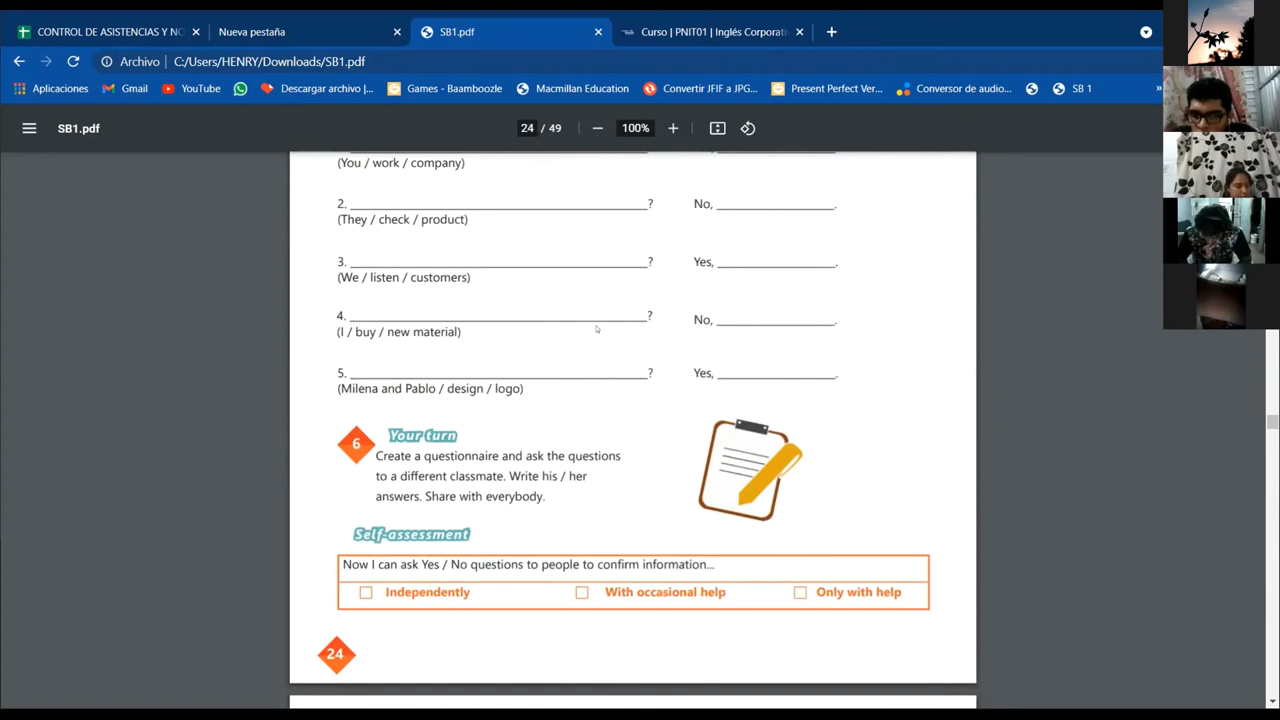 CONTROL DE ASISTENCIAS Y NO
Nueva pestaña
SB1.pdf
Curso | PNIT01 | Inglés Corporati
Archivo C:/Users/HENRY/Downloads/SB1.pdf
Aplicaciones Gmail YouTube Descargar archivo |... Games - Baamboozle Macmillan Education Convertir JFIF a JPG... Present Perfect Ver... Conversor de audio... SB 1 »
SB1.pdf 24 / 49 100%
(You / work / company)
2. ? No, .
(They / check / product)
3. ? Yes, .
(We / listen / customers)
4. ? No, .
(I / buy / new material)
5. ? Yes, .
(Milena and Pablo / design / logo)
6 Your turn
Create a questionnaire and ask the questions
to a different classmate. Write his / her
answers. Share with everybody.
Self-assessment
Now I can ask Yes / No questions to people to confirm information...
Independently With occasional help Only with help
24